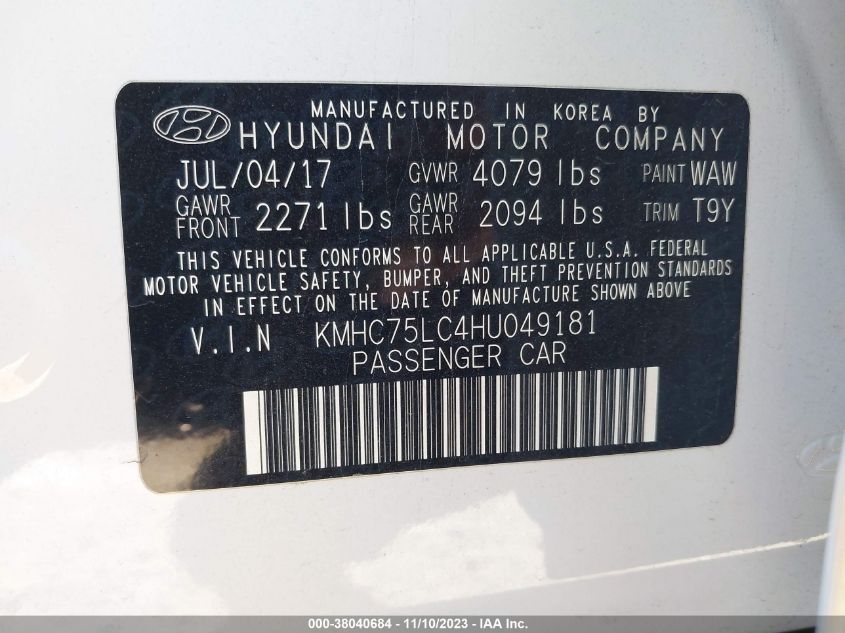 MANUFACTURED IN KOREA BY
HYUNDAI MOTOR COMPANY
JUL/04/17 GVWR 4079 lbs PAINT WAW
GAWR FRONT 2271 lbs GAWR REAR 2094 lbs TRIM T9Y
THIS VEHICLE CONFORMS TO ALL APPLICABLE U.S.A. FEDERAL
MOTOR VEHICLE SAFETY, BUMPER, AND THEFT PREVENTION STANDARDS
IN EFFECT ON THE DATE OF MANUFACTURE SHOWN ABOVE
V.I.N KMHC75LC4HU049181
PASSENGER CAR
000-38040684 — 11/10/2023 — IAA Inc.